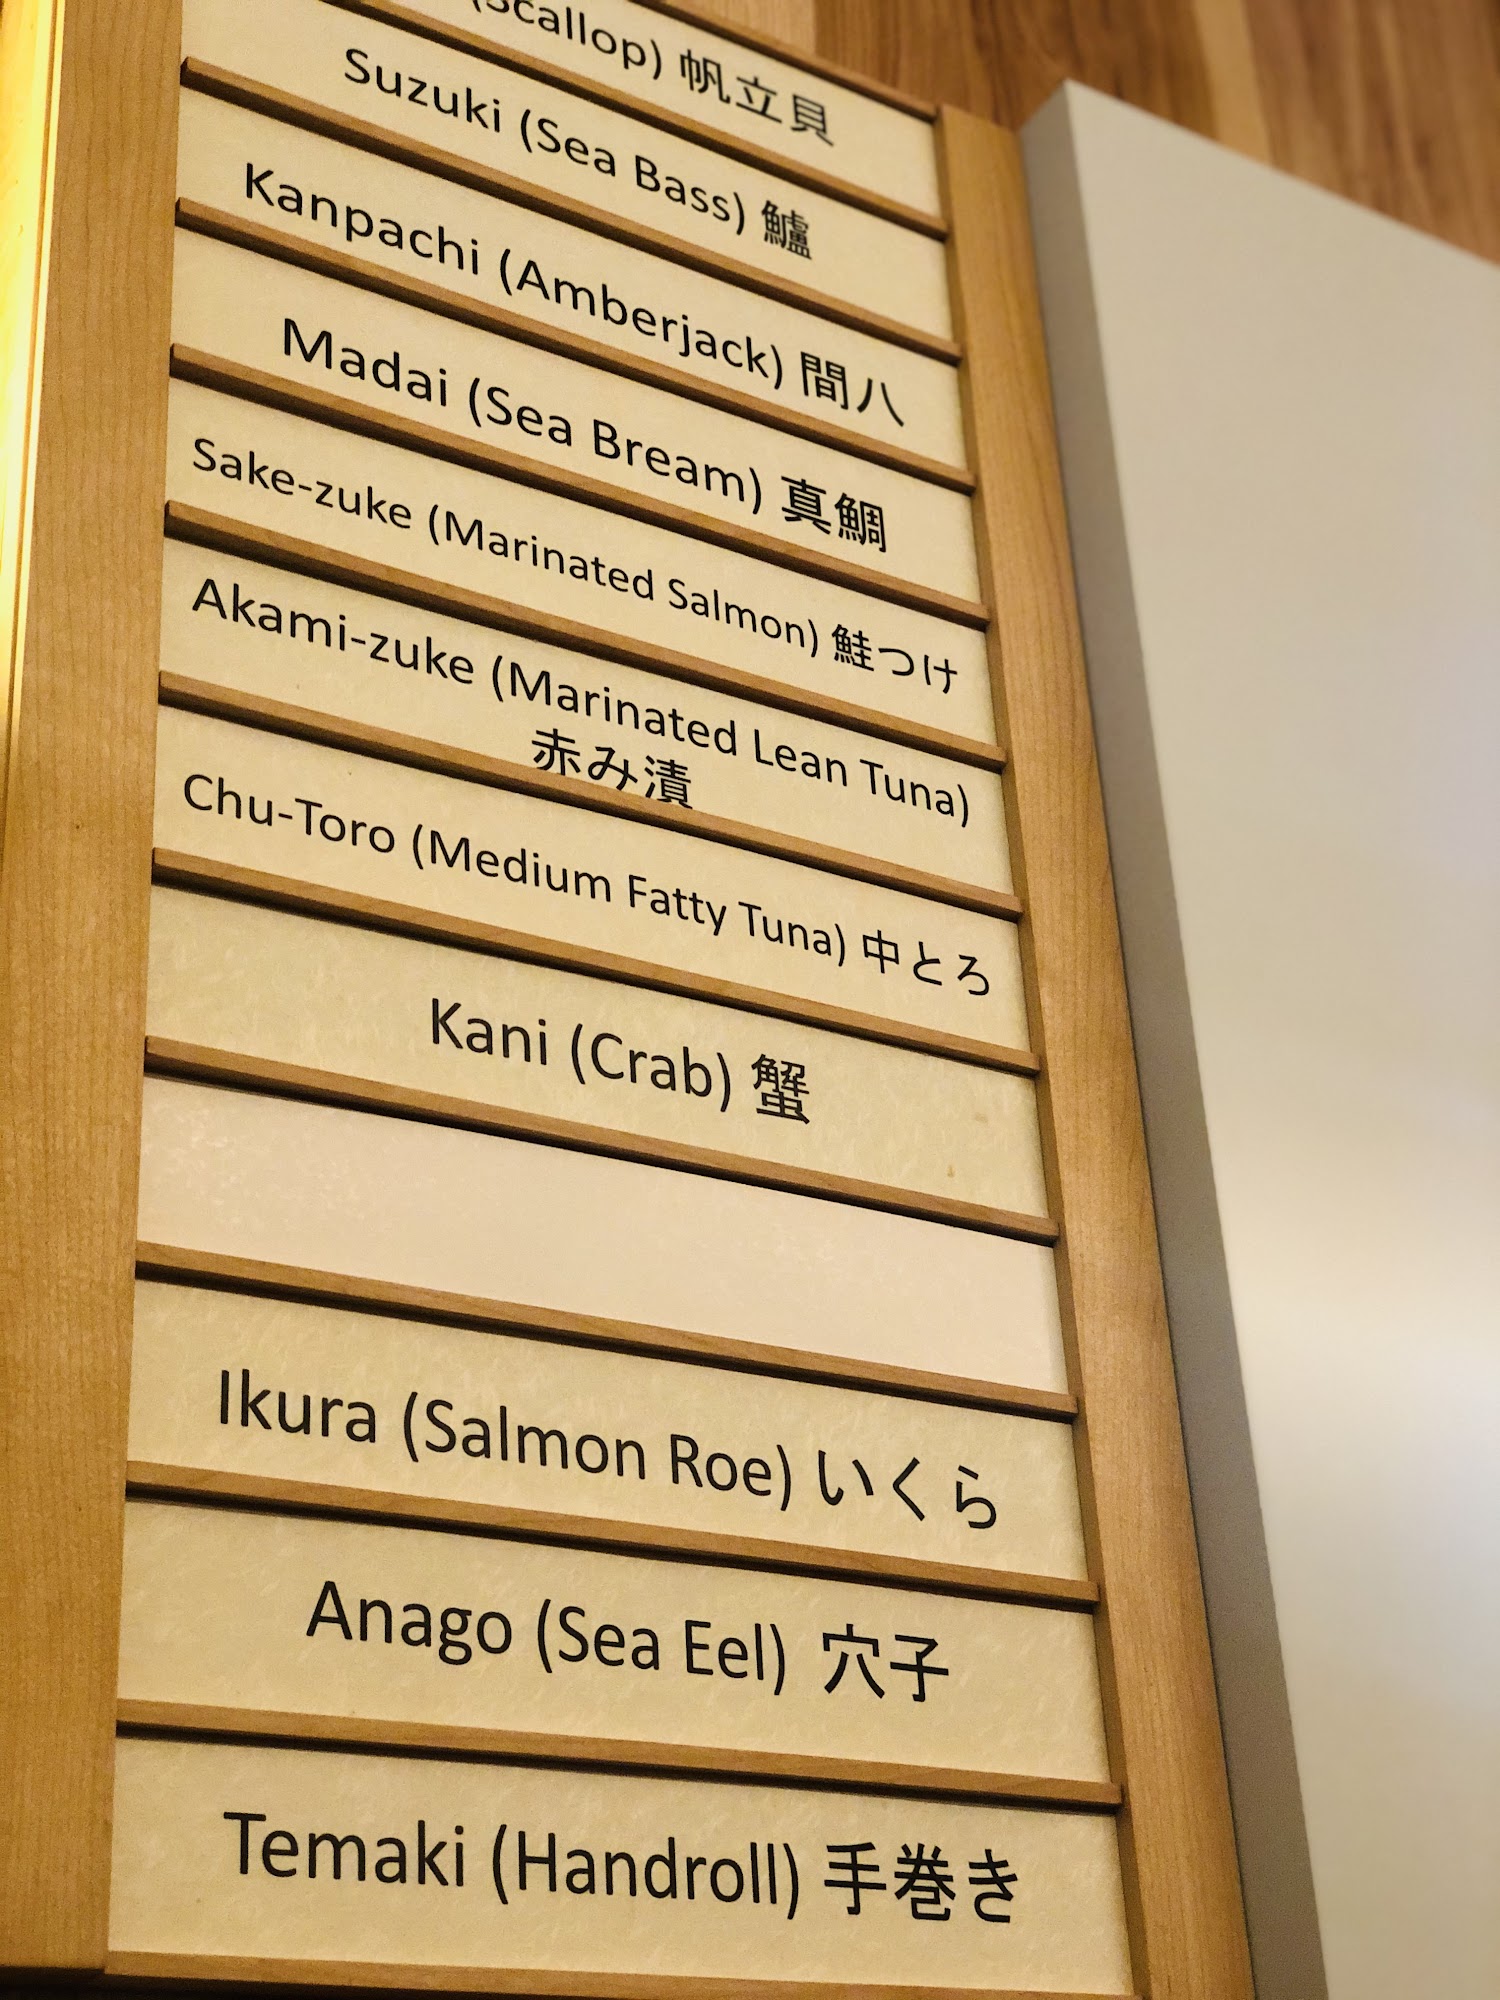 (Scallop) 帆立貝
Suzuki (Sea Bass) 鱸
Kanpachi (Amberjack) 間八
Madai (Sea Bream) 真鯛
Sake-zuke (Marinated Salmon) 鮭つけ
Akami-zuke (Marinated Lean Tuna)
赤み漬
Chu-Toro (Medium Fatty Tuna) 中とろ
Kani (Crab) 蟹
Ikura (Salmon Roe) いくら
Anago (Sea Eel) 穴子
Temaki (Handroll) 手巻き